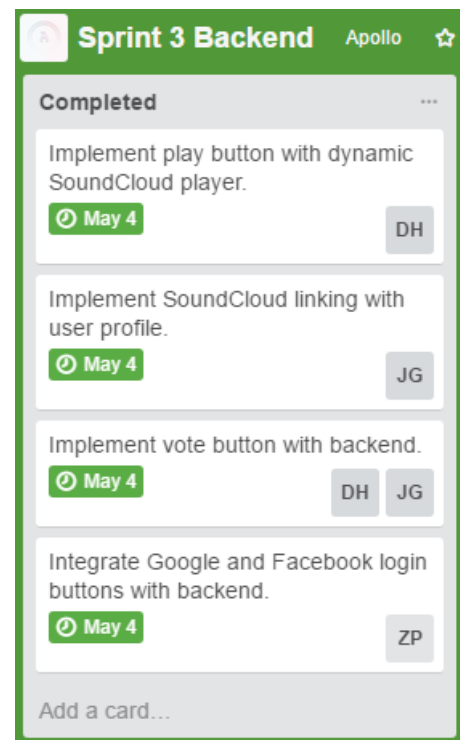 Sprint 3 Backend Apollo
Completed
Implement play button with dynamic
SoundCloud player.
May 4
DH
Implement SoundCloud linking with
user profile.
May 4
JG
Implement vote button with backend.
May 4
DH JG
Integrate Google and Facebook login
buttons with backend.
May 4
ZP
Add a card...